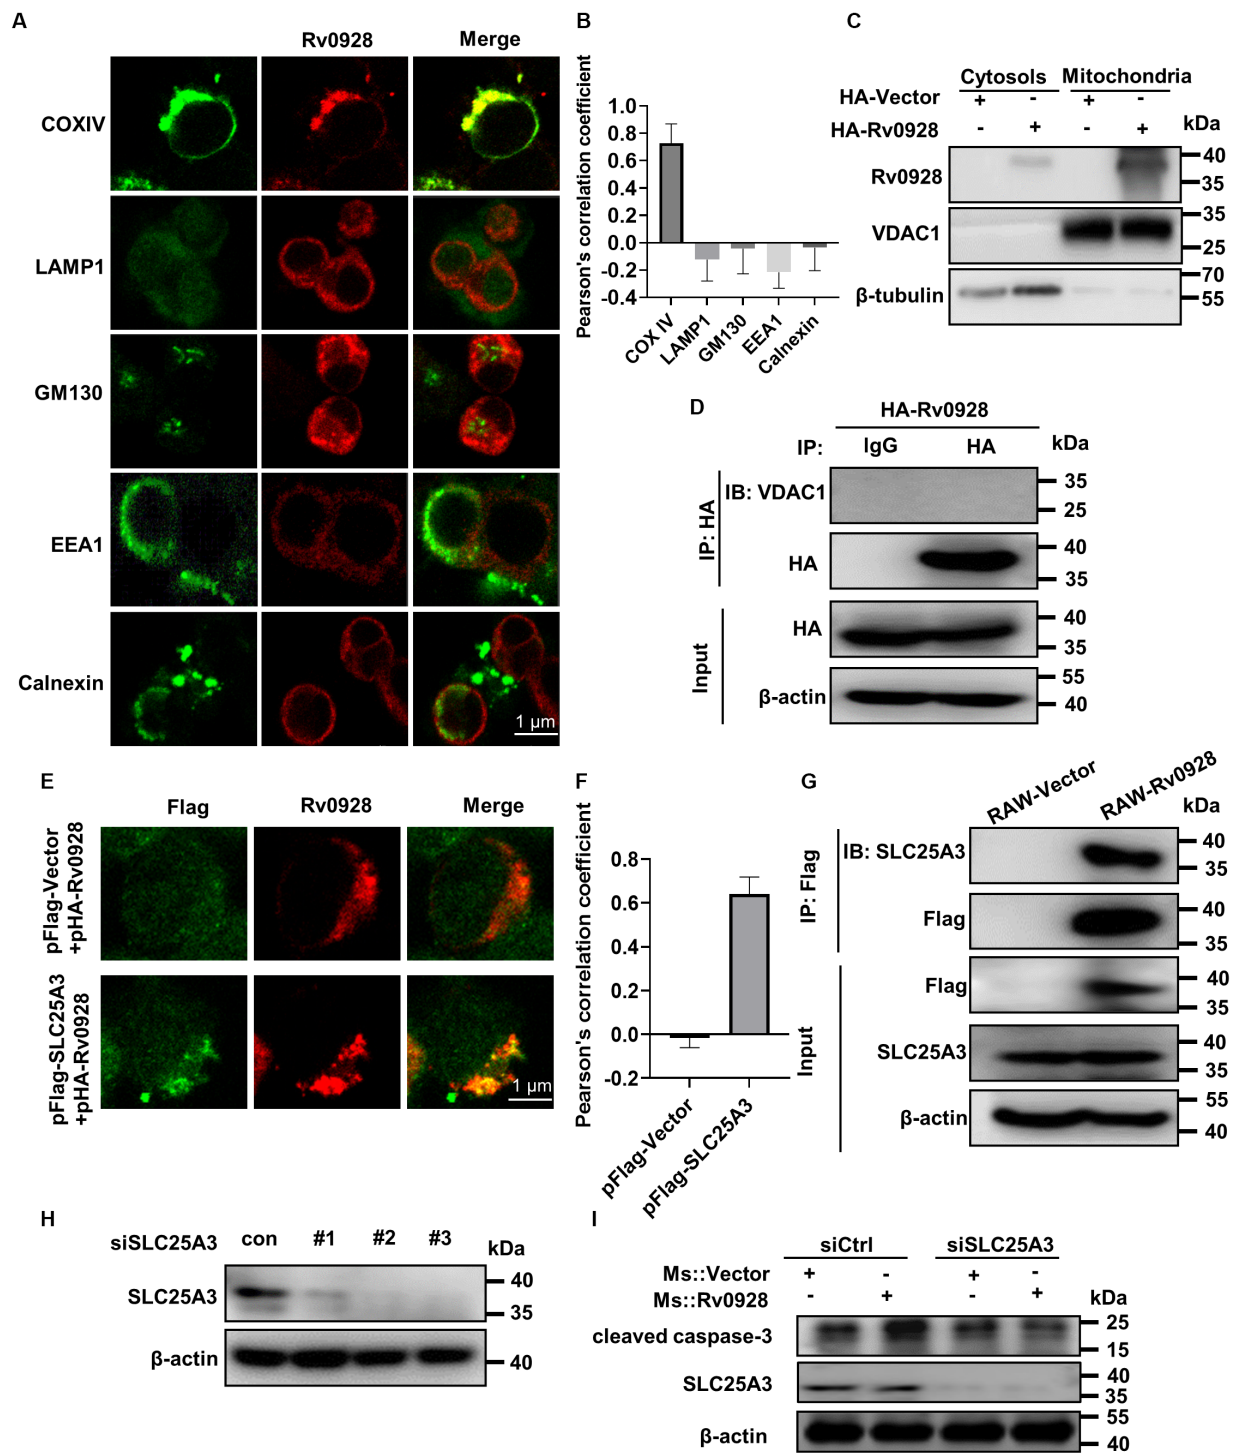 A
Rv0928 Merge
COXIV
LAMP1
GM130
EEA1
Calnexin
1 µm
B
Pearson's correlation coefficient
1.0
0.8
0.6
0.4
0.2
0.0
-0.2
-0.4
COX IV
LAMP1
GM130
EEA1
Calnexin
C
Cytosols Mitochondria
HA-Vector + - + -
HA-Rv0928 - + - + kDa
Rv0928 40
35
VDAC1 35
25
β-tubulin 70
55
D
HA-Rv0928
IP: IgG HA kDa
IP: HA
IB: VDAC1 35
25
HA 40
35
Input
HA 40
35
β-actin 55
40
E
Flag Rv0928 Merge
pFlag-Vector
+pHA-Rv0928
pFlag-SLC25A3
+pHA-Rv0928
1 µm
F
Pearson's correlation coefficient
0.8
0.6
0.4
0.2
0.0
-0.2
pFlag-Vector
pFlag-SLC25A3
G
RAW-Vector RAW-Rv0928 kDa
IP: Flag
IB: SLC25A3 40
35
Flag 40
35
Input
Flag 40
35
SLC25A3 40
35
β-actin 55
40
H
siSLC25A3 con #1 #2 #3 kDa
SLC25A3 40
35
β-actin 40
I
siCtrl siSLC25A3
Ms::Vector + - + -
Ms::Rv0928 - + - + kDa
cleaved caspase-3 25
15
SLC25A3 40
35
β-actin 55
40